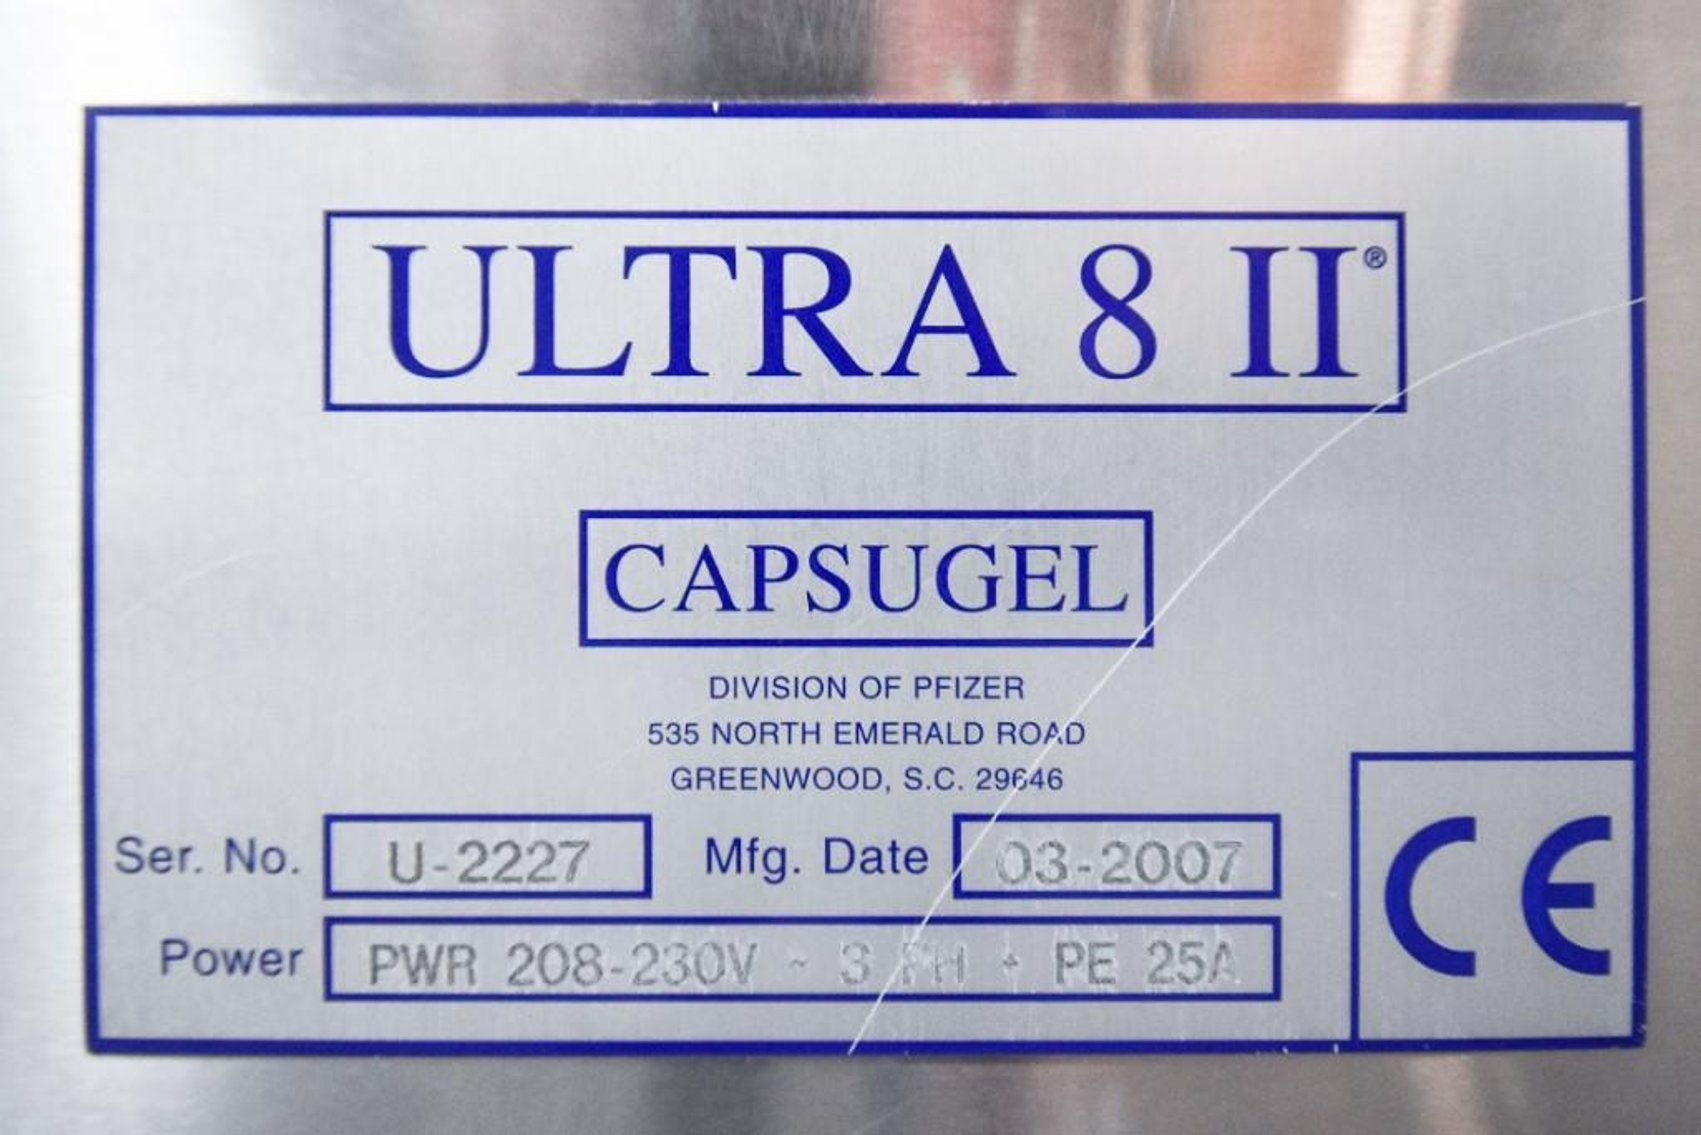 ULTRA 8 II®
CAPSUGEL
DIVISION OF PFIZER
535 NORTH EMERALD ROAD
GREENWOOD, S.C. 29646
Ser. No. U-2227 Mfg. Date 03-2007
Power PWR 208-230V ~ 3 PH + PE 25A
CE